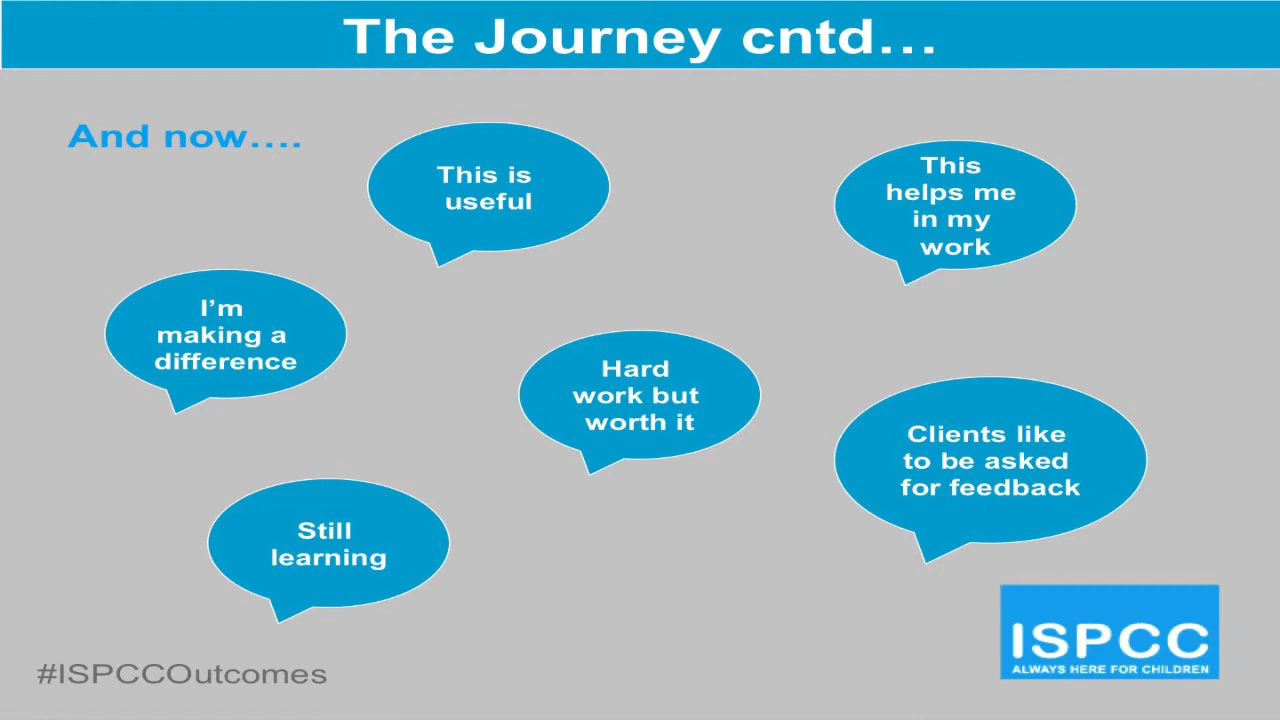 The Journey cntd...
And now....
This is
useful
This
helps me
in my
work
I'm
making a
difference
Hard
work but
worth it
Clients like
to be asked
for feedback
Still
learning
ISPCC
ALWAYS HERE FOR CHILDREN
#ISPCCOutcomes